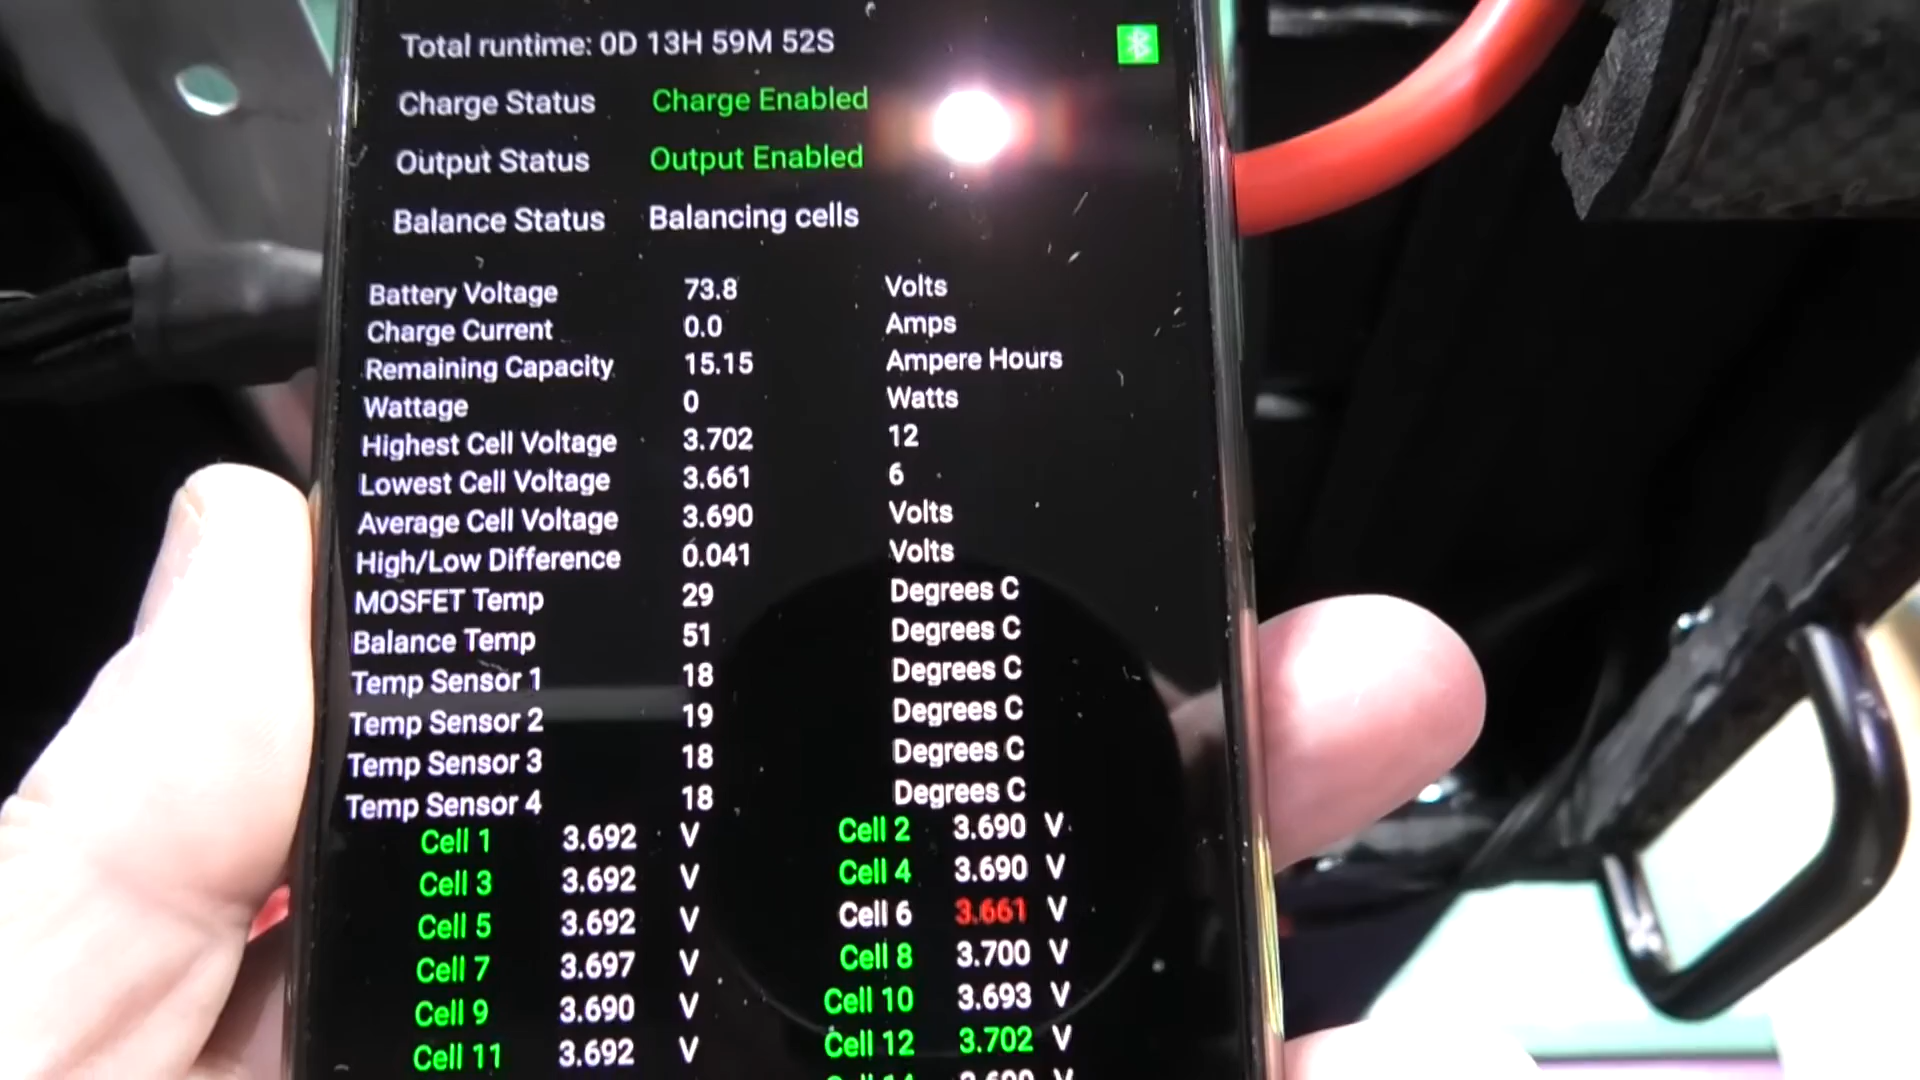 Total runtime: 0D 13H 59M 52S
Charge Status Charge Enabled
Output Status Output Enabled
Balance Status Balancing cells
Battery Voltage 73.8 Volts
Charge Current 0.0 Amps
Remaining Capacity 15.15 Ampere Hours
Wattage 0 Watts
Highest Cell Voltage 3.702 12
Lowest Cell Voltage 3.661 6
Average Cell Voltage 3.690 Volts
High/Low Difference 0.041 Volts
MOSFET Temp 29 Degrees C
Balance Temp 51 Degrees C
Temp Sensor 1 18 Degrees C
Temp Sensor 2 19 Degrees C
Temp Sensor 3 18 Degrees C
Temp Sensor 4 18 Degrees C
Cell 1 3.692 V Cell 2 3.690 V
Cell 3 3.692 V Cell 4 3.690 V
Cell 5 3.692 V Cell 6 3.661 V
Cell 7 3.697 V Cell 8 3.700 V
Cell 9 3.690 V Cell 10 3.693 V
Cell 11 3.692 V Cell 12 3.702 V